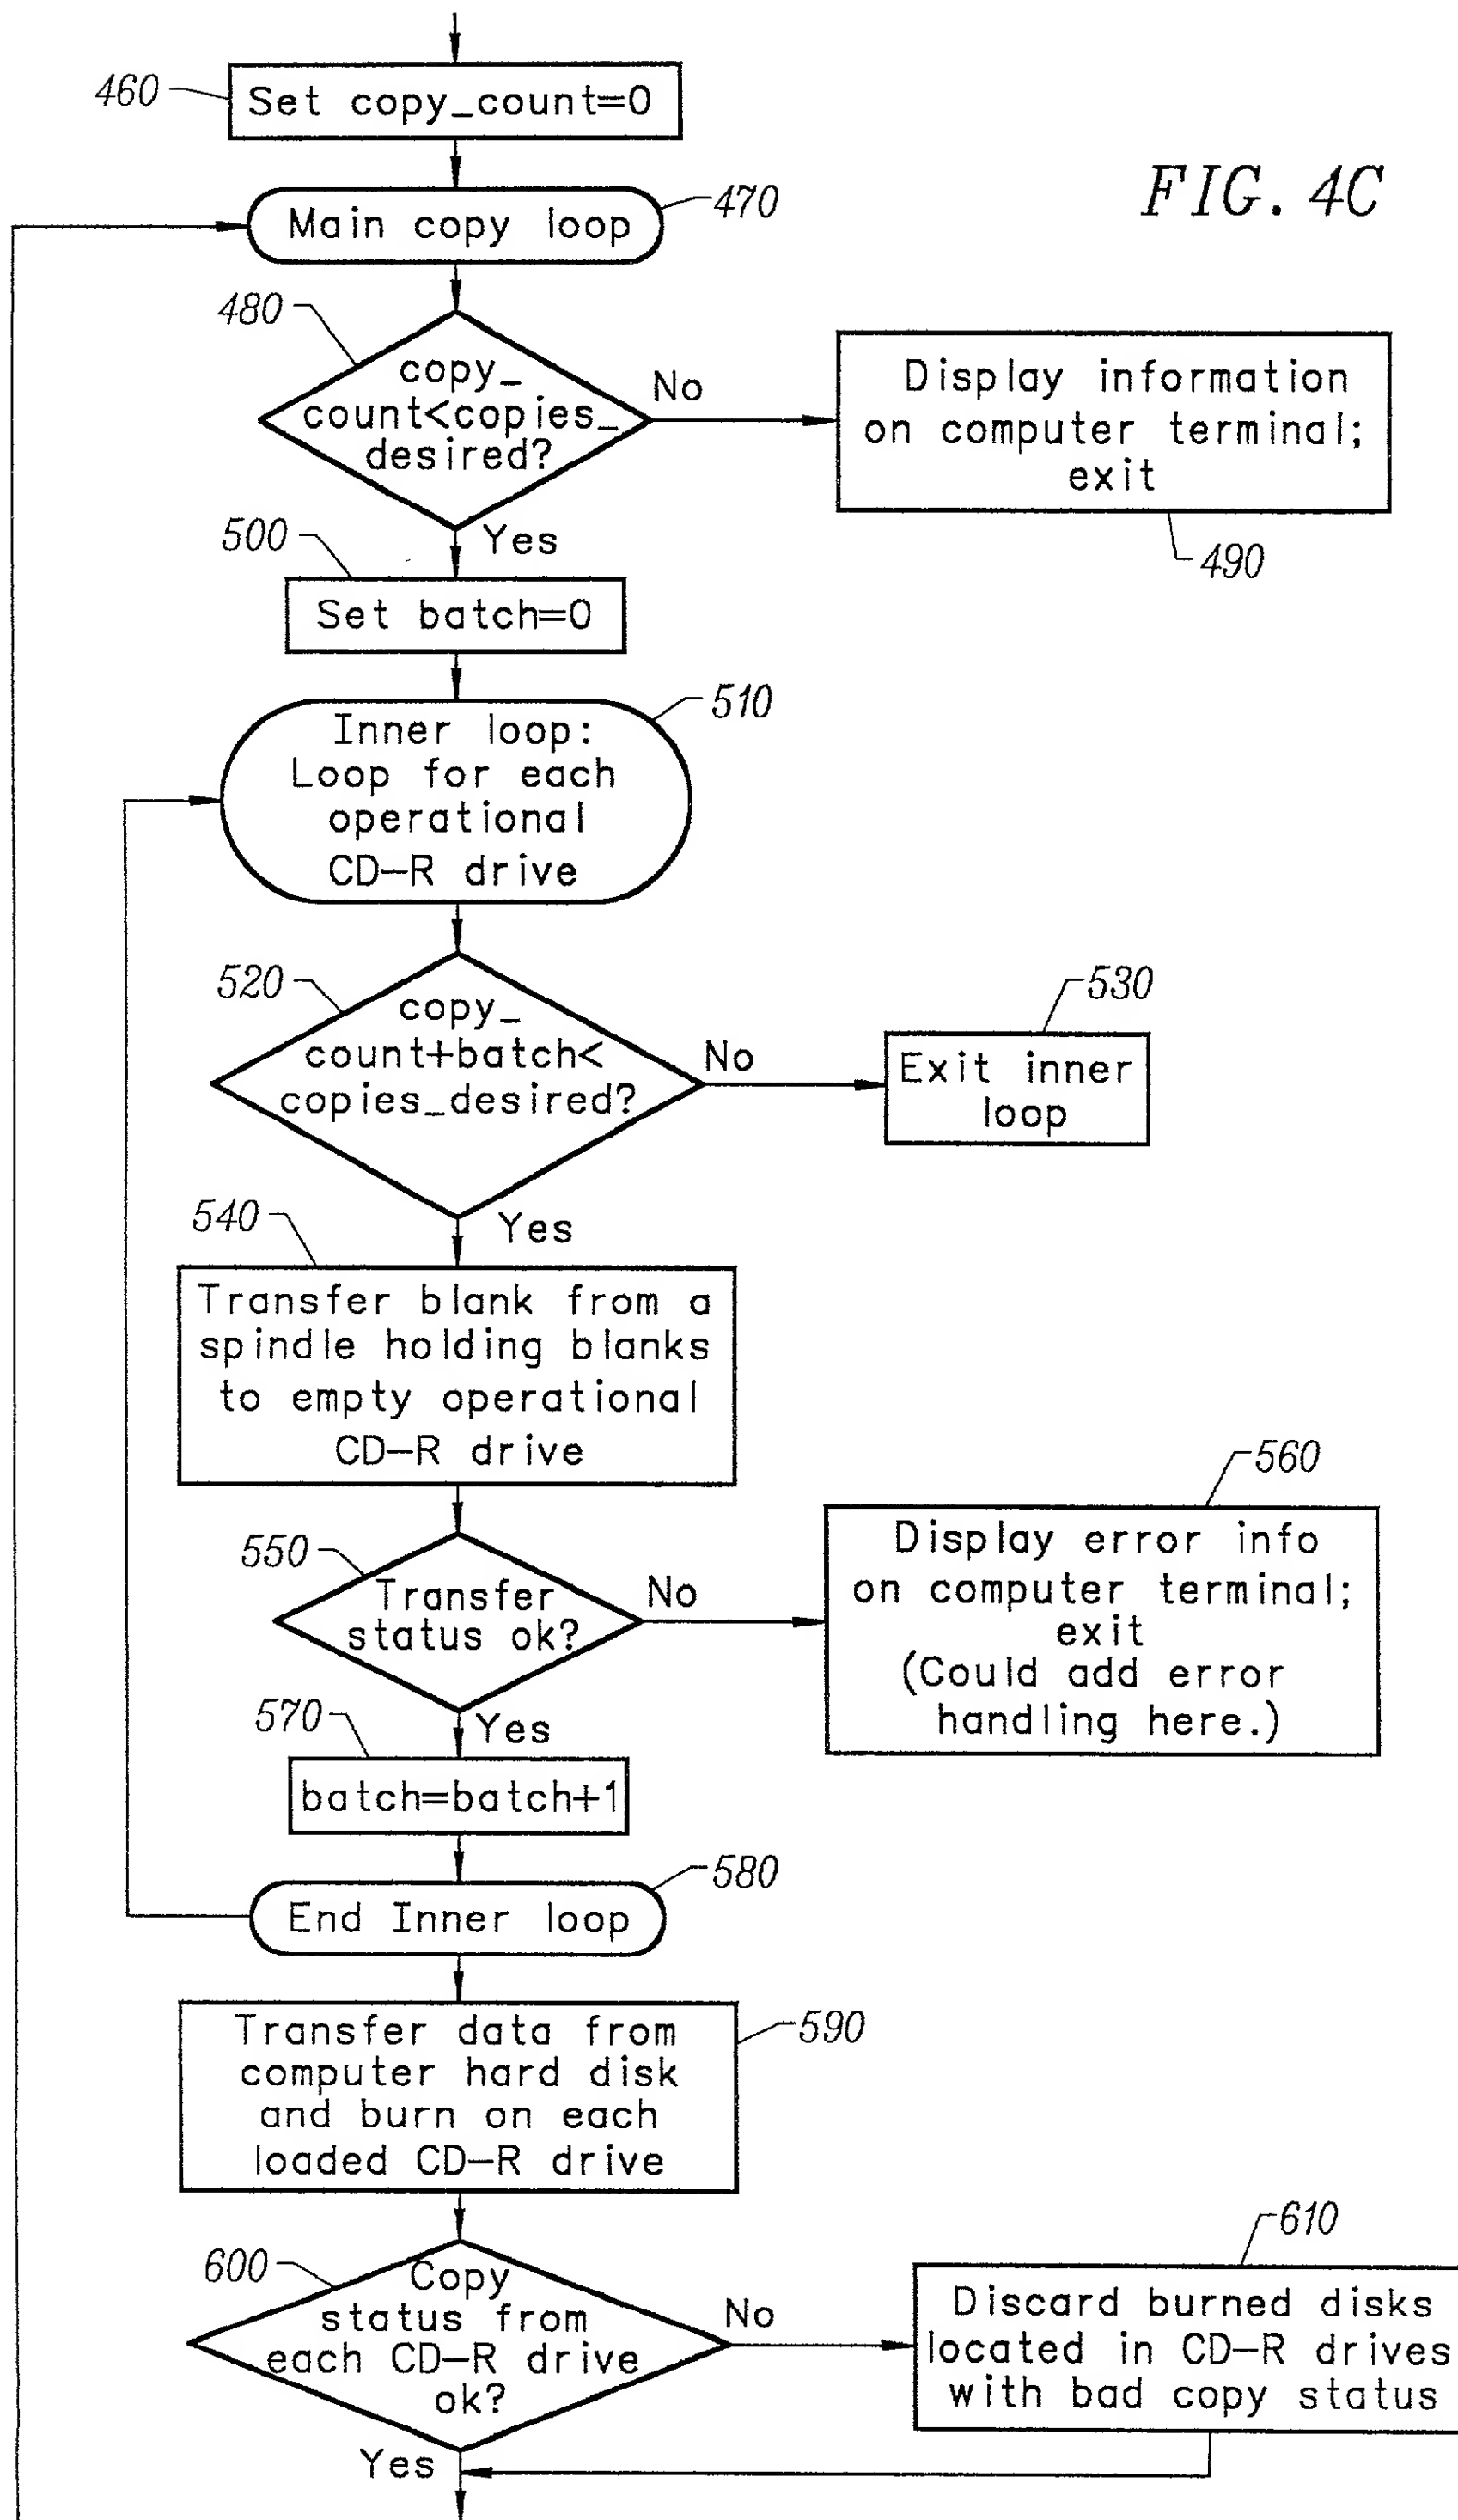 460
Set copy_count=0
FIG. 4C
Main copy loop
470
480
copy_
count<copies_
desired?
No
Display information
on computer terminal;
exit
490
Yes
500
Set batch=0
510
Inner loop:
Loop for each
operational
CD-R drive
520
copy_
count+batch<
copies_desired?
No
530
Exit inner
loop
Yes
540
Transfer blank from a
spindle holding blanks
to empty operational
CD-R drive
550
Transfer
status ok?
No
560
Display error info
on computer terminal;
exit
(Could add error
handling here.)
Yes
570
batch=batch+1
580
End Inner loop
590
Transfer data from
computer hard disk
and burn on each
loaded CD-R drive
600
Copy
status from
each CD-R drive
ok?
No
610
Discard burned disks
located in CD-R drives
with bad copy status
Yes